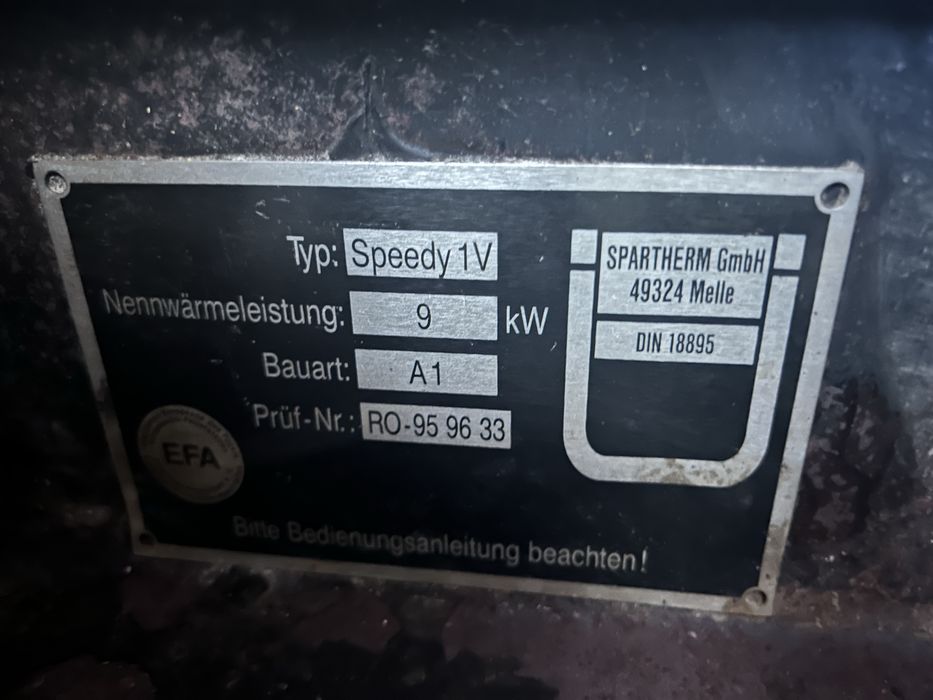 Typ: Speedy 1V
Nennwärmeleistung: 9 kW
Bauart: A1
Prüf-Nr.: RO-95 96 33
EFA
Bitte Bedienungsanleitung beachten!
SPARTHERM GmbH
49324 Melle
DIN 18895